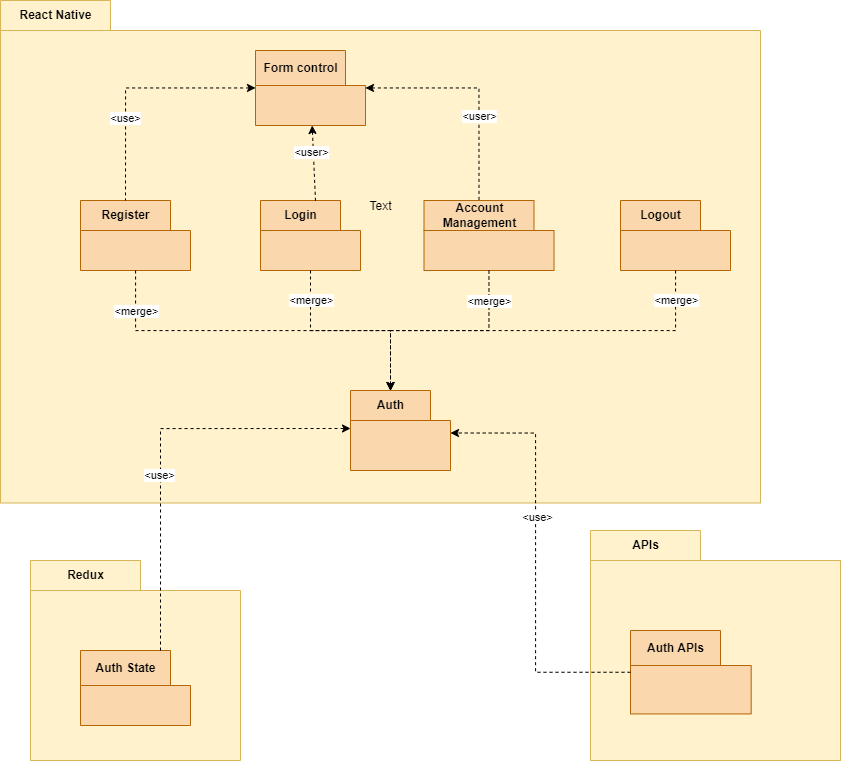 React Native
Form control
<use>
<user>
<user>
Register
Login
Text
Account
Management
Logout
<merge>
<merge>
<merge>
<merge>
Auth
<use>
<use>
APIs
Redux
Auth APIs
Auth State